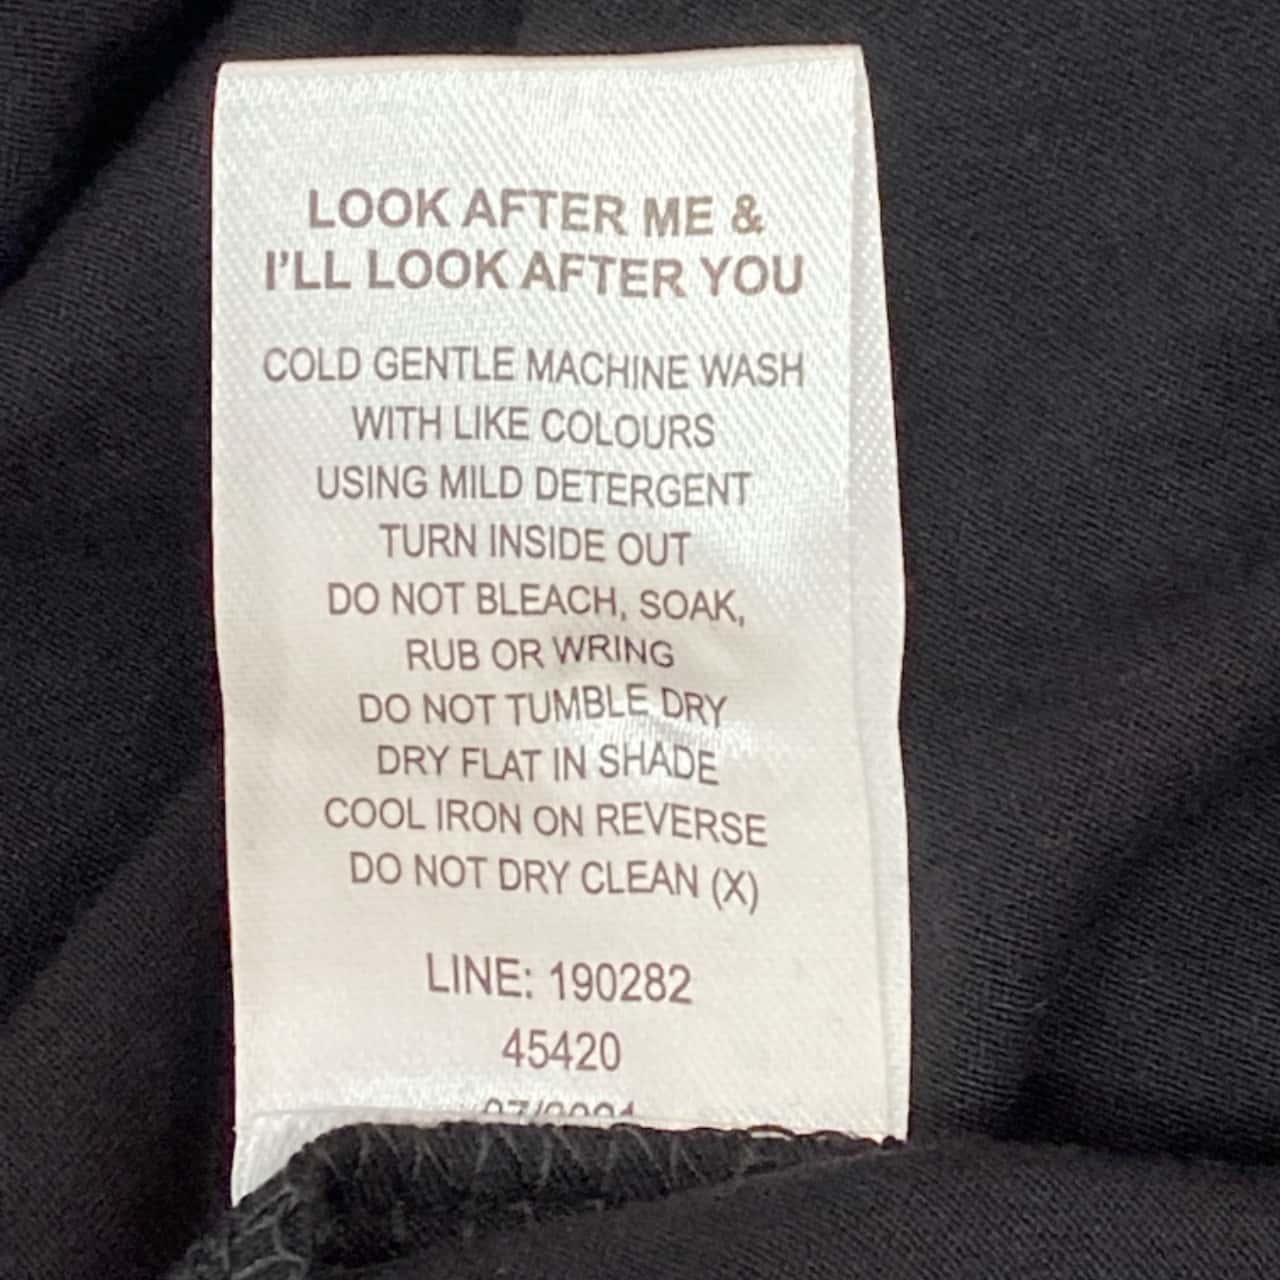 LOOK AFTER ME &
I'LL LOOK AFTER YOU
COLD GENTLE MACHINE WASH
WITH LIKE COLOURS
USING MILD DETERGENT
TURN INSIDE OUT
DO NOT BLEACH, SOAK,
RUB OR WRING
DO NOT TUMBLE DRY
DRY FLAT IN SHADE
COOL IRON ON REVERSE
DO NOT DRY CLEAN (X)
LINE: 190282
45420